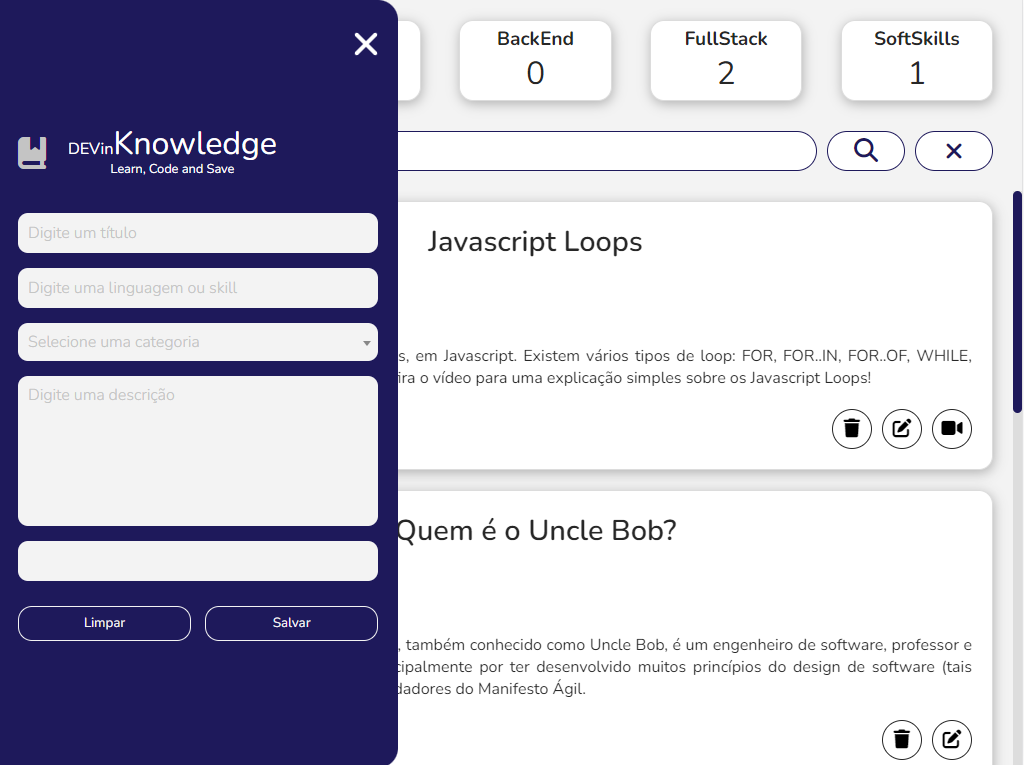 DEVinKnowledge
Learn, Code and Save
Digite um título
Digite uma linguagem ou skill
Selecione uma categoria
Digite uma descrição
Limpar
Salvar
BackEnd
0
FullStack
2
SoftSkills
1
Javascript Loops
s, em Javascript. Existem vários tipos de loop: FOR, FOR..IN, FOR..OF, WHILE,
ira o vídeo para uma explicação simples sobre os Javascript Loops!
Quem é o Uncle Bob?
, também conhecido como Uncle Bob, é um engenheiro de software, professor e
cipalmente por ter desenvolvido muitos princípios do design de software (tais
dadores do Manifesto Ágil.